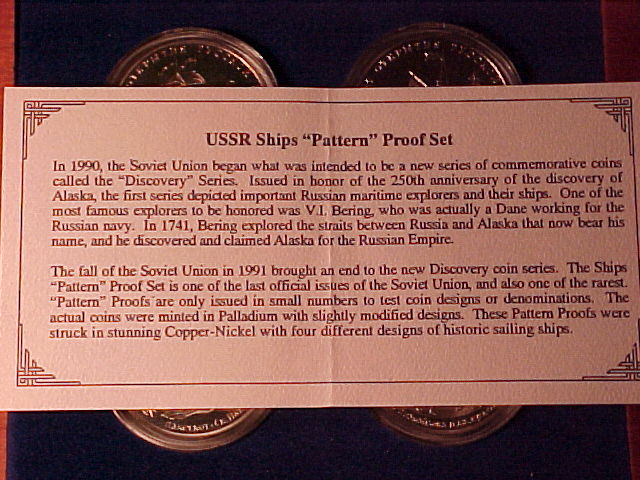 USSR Ships “Pattern” Proof Set
In 1990, the Soviet Union began what was intended to be a new series of commemorative coins
called the “Discovery” Series. Issued in honor of the 250th anniversary of the discovery of
Alaska, the first series depicted important Russian maritime explorers and their ships. One of the
most famous explorers to be honored was V.I. Bering, who was actually a Dane working for the
Russian navy. In 1741, Bering explored the straits between Russia and Alaska that now bear his
name, and he discovered and claimed Alaska for the Russian Empire.
The fall of the Soviet Union in 1991 brought an end to the new Discovery coin series. The Ships
“Pattern” Proof Set is one of the last official issues of the Soviet Union, and also one of the rarest.
“Pattern” Proofs are only issued in small numbers to test coin designs or denominations. The
actual coins were minted in Palladium with slightly modified designs. These Pattern Proofs were
struck in stunning Copper-Nickel with four different designs of historic sailing ships.